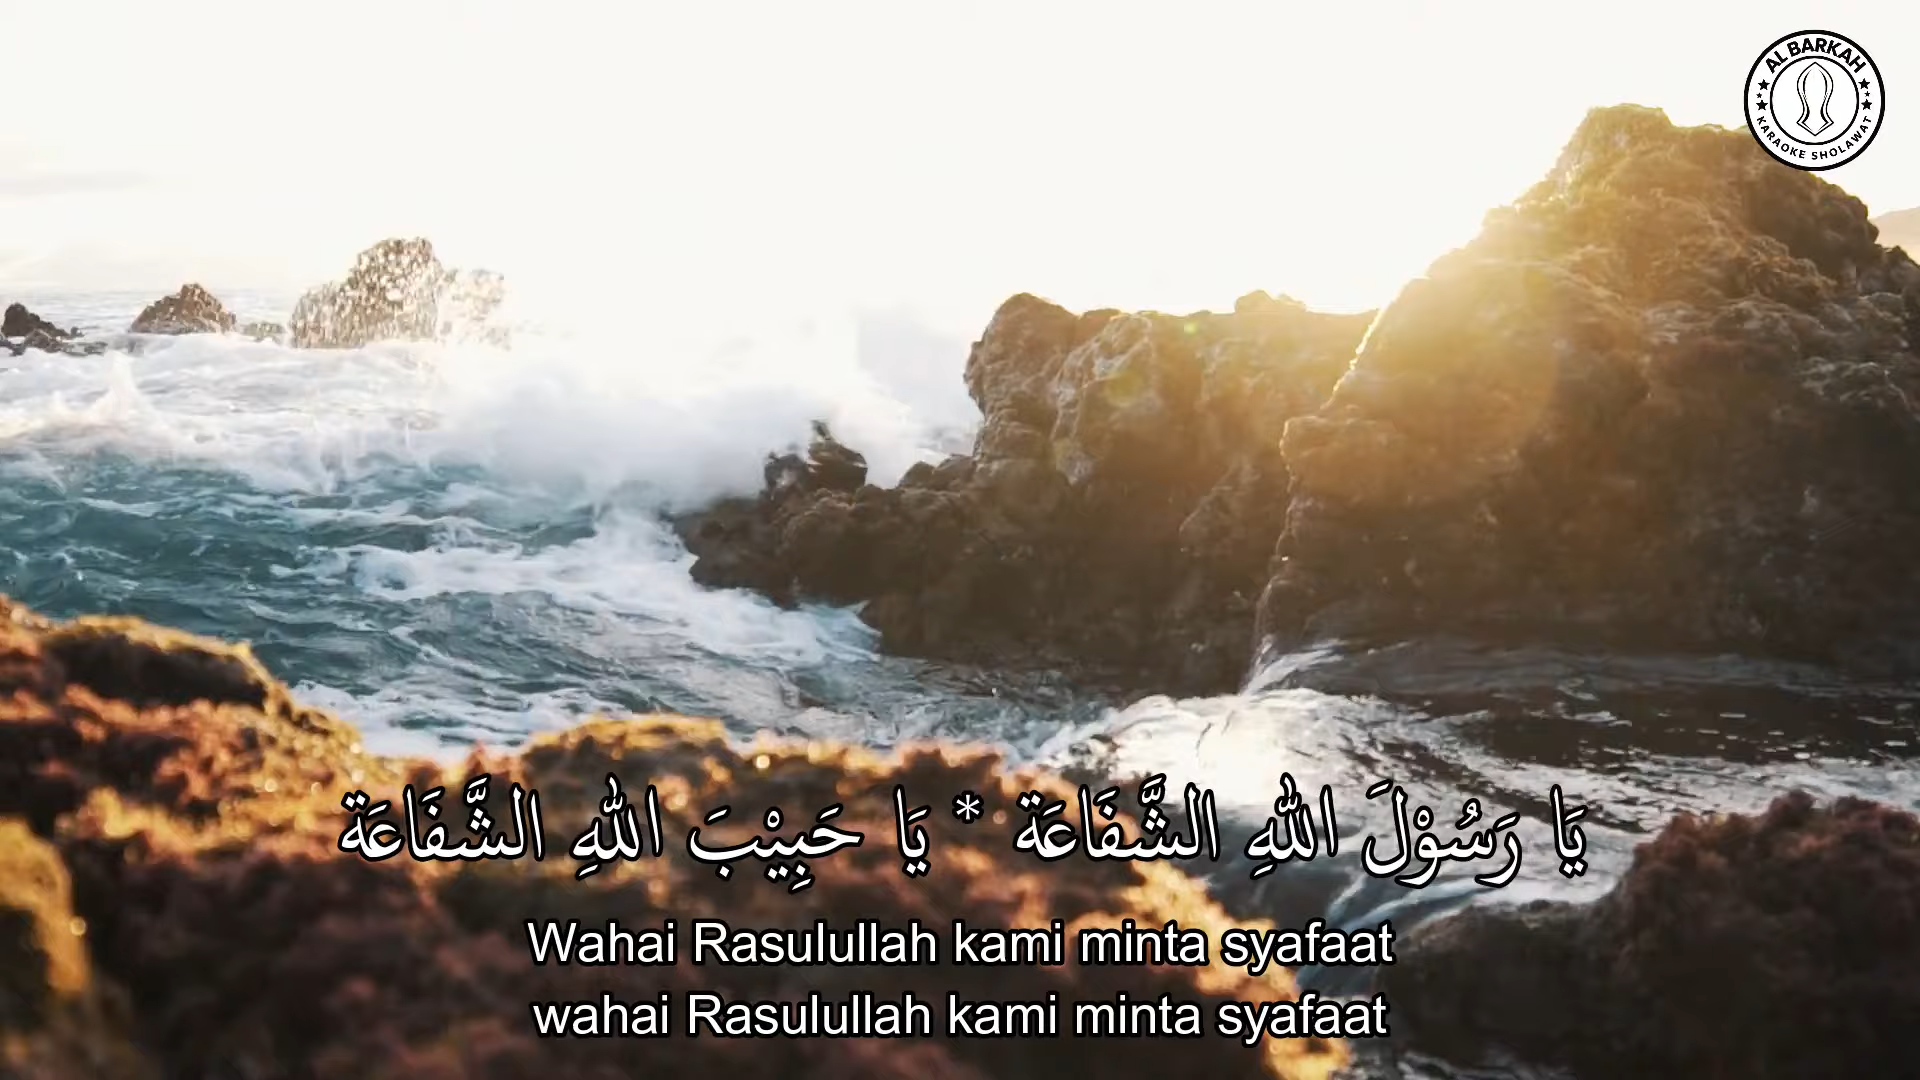 AL BARKAH
KARAOKE SHOLAWAT
يَا رَسُوْلَ اللهِ الشَّفَاعَة * يَا حَبِيْبَ اللهِ الشَّفَاعَة
Wahai Rasulullah kami minta syafaat
wahai Rasulullah kami minta syafaat